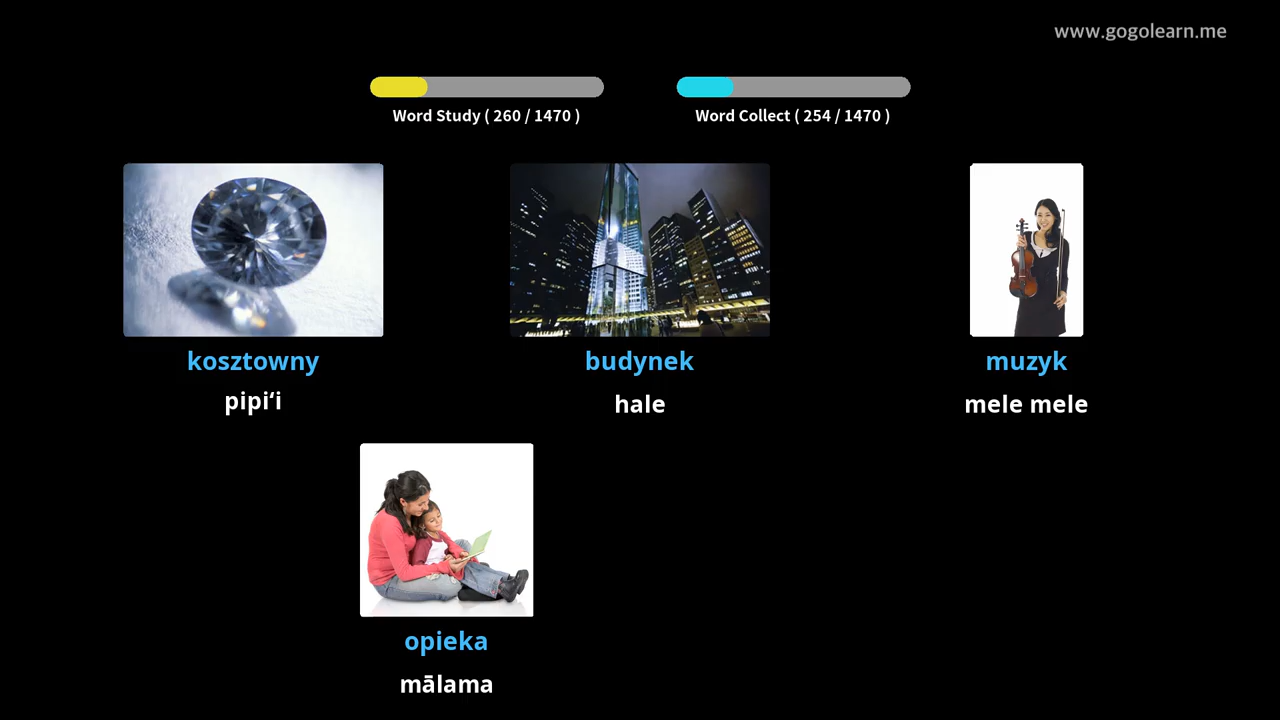 www.gogolearn.me
Word Study ( 260 / 1470 )
Word Collect ( 254 / 1470 )
kosztowny
budynek
muzyk
pipiʻi
hale
mele mele
opieka
mālama